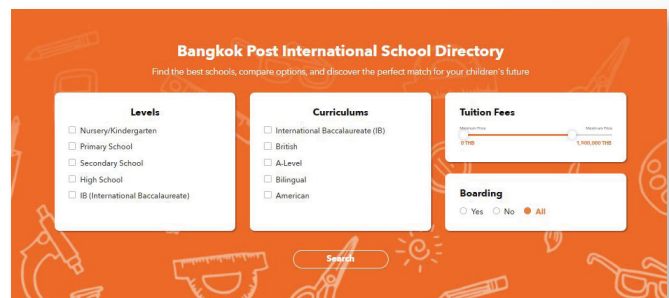 Bangkok Post International School Directory
Find the best schools, compare options, and discover the perfect match for your children's future
Levels
Nursery/Kindergarten
Primary School
Secondary School
High School
IB (International Baccalaureate)
Curriculums
International Baccalaureate (IB)
British
A-Level
Bilingual
American
Tuition Fees
Minimum Price
Maximum Price
0 THB
1,900,000 THB
Boarding
Yes
No
All
Search